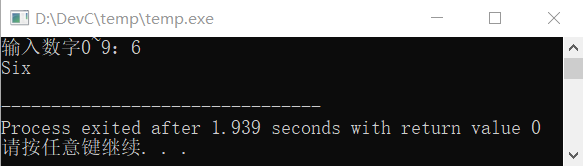 D:\DevC\temp\temp.exe
输入数字0~9：6
Six
--------------------------------
Process exited after 1.939 seconds with return value 0
请按任意键继续. . .